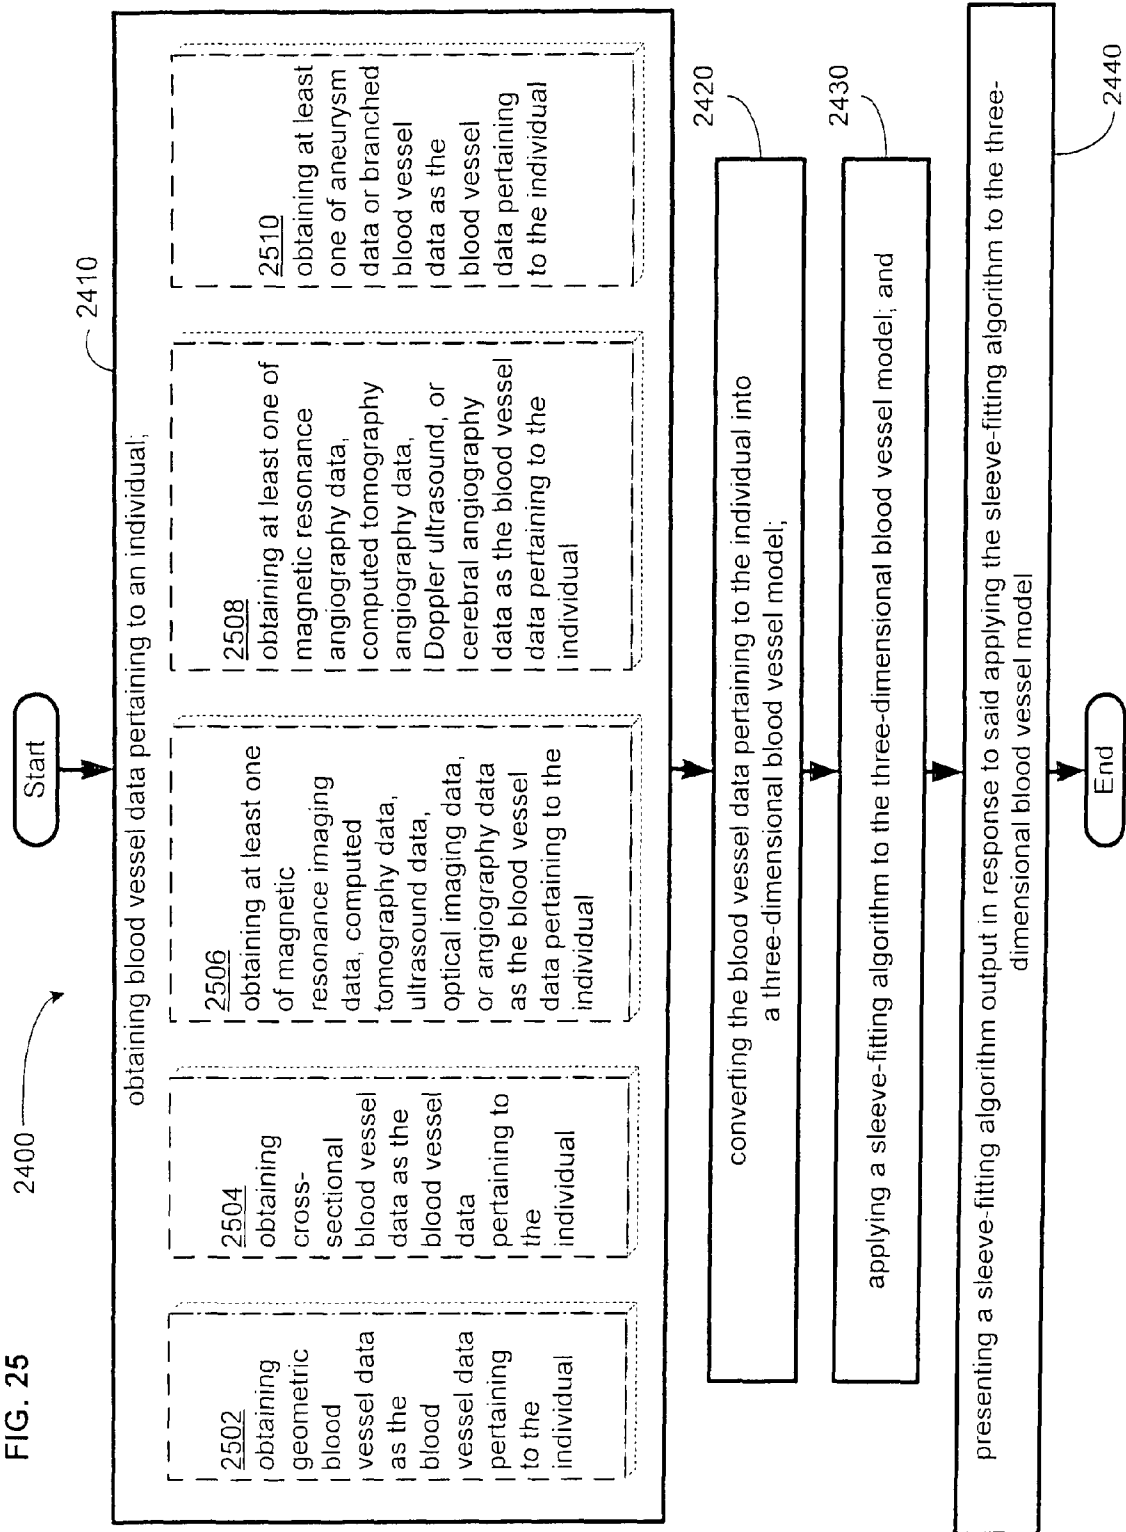 FIG. 25
2400
Start
2410
obtaining blood vessel data pertaining to an individual;
2502
obtaining
geometric
blood
vessel data
as the
blood
vessel data
pertaining
to the
individual
2504
obtaining
cross-
sectional
blood vessel
data as the
blood vessel
data
pertaining to
the
individual
2506
obtaining at least one
of magnetic
resonance imaging
data, computed
tomography data,
ultrasound data,
optical imaging data,
or angiography data
as the blood vessel
data pertaining to the
individual
2508
obtaining at least one of
magnetic resonance
angiography data,
computed tomography
angiography data,
Doppler ultrasound, or
cerebral angiography
data as the blood vessel
data pertaining to the
individual
2510
obtaining at least
one of aneurysm
data or branched
blood vessel
data as the
blood vessel
data pertaining
to the individual
2420
converting the blood vessel data pertaining to the individual into
a three-dimensional blood vessel model;
2430
applying a sleeve-fitting algorithm to the three-dimensional blood vessel model; and
2440
presenting a sleeve-fitting algorithm output in response to said applying the sleeve-fitting algorithm to the three-
dimensional blood vessel model
End